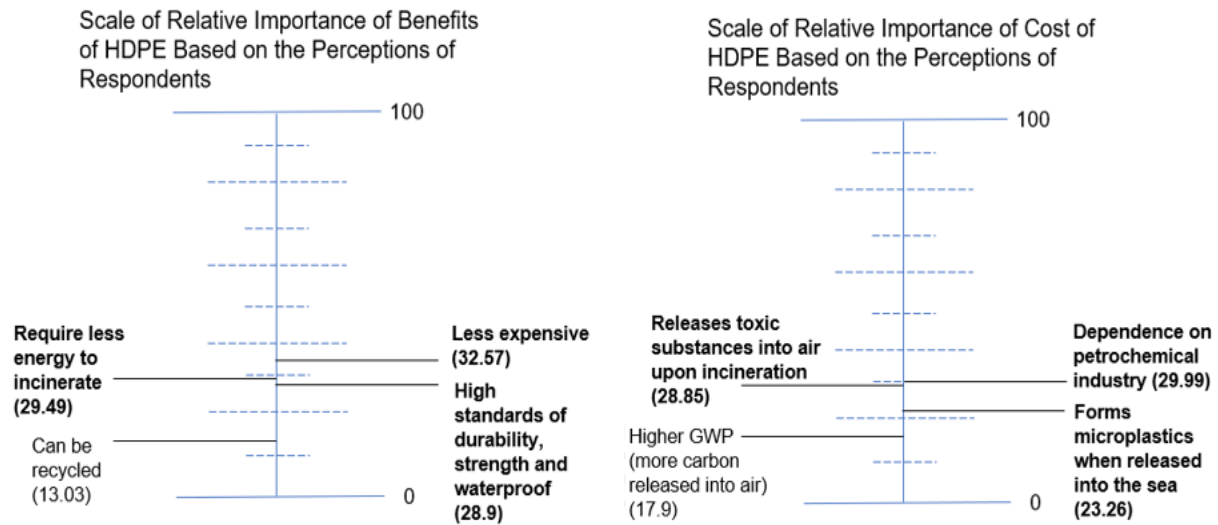 Scale of Relative Importance of Benefits
of HDPE Based on the Perceptions of
Respondents
100
Require less
energy to
incinerate
(29.49)
Can be
recycled
(13.03)
Less expensive
(32.57)
High
standards of
durability,
strength and
waterproof
(28.9)
0
Scale of Relative Importance of Cost of
HDPE Based on the Perceptions of
Respondents
100
Releases toxic
substances into air
upon incineration
(28.85)
Higher GWP
(more carbon
released into air)
(17.9)
Dependence on
petrochemical
industry (29.99)
Forms
microplastics
when released
into the sea
(23.26)
0